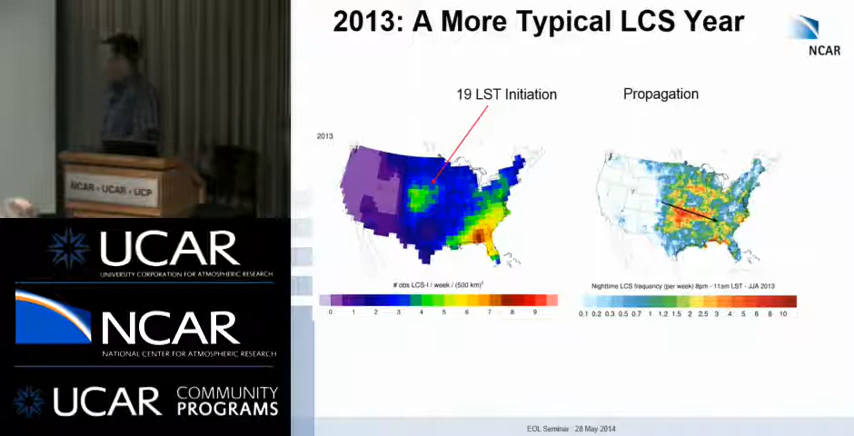 2013: A More Typical LCS Year
NCAR
19 LST Initiation
Propagation
2013
NCAR • UCAR • UCP
# obs LCS-I / week / (500 km)²
0 1 2 3 4 5 6 7 8 9
Nighttime LCS frequency (per week) 8pm - 11am LST - JJA 2013
0.1 0.2 0.3 0.5 0.7 1 1.2 1.5 2 2.5 3 4 5 6 8 10
UCAR
UNIVERSITY CORPORATION FOR ATMOSPHERIC RESEARCH
NCAR
NATIONAL CENTER FOR ATMOSPHERIC RESEARCH
UCAR COMMUNITY
PROGRAMS
EOL Seminar 28 May 2014